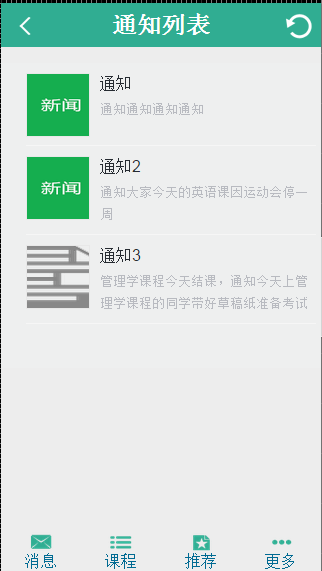 通知列表
新闻
通知
通知通知通知通知
新闻
通知2
通知大家今天的英语课因运动会停一
周
通知3
管理学课程今天结课，通知今天上管
理学课程的同学带好草稿纸准备考试
消息 课程 推荐 更多